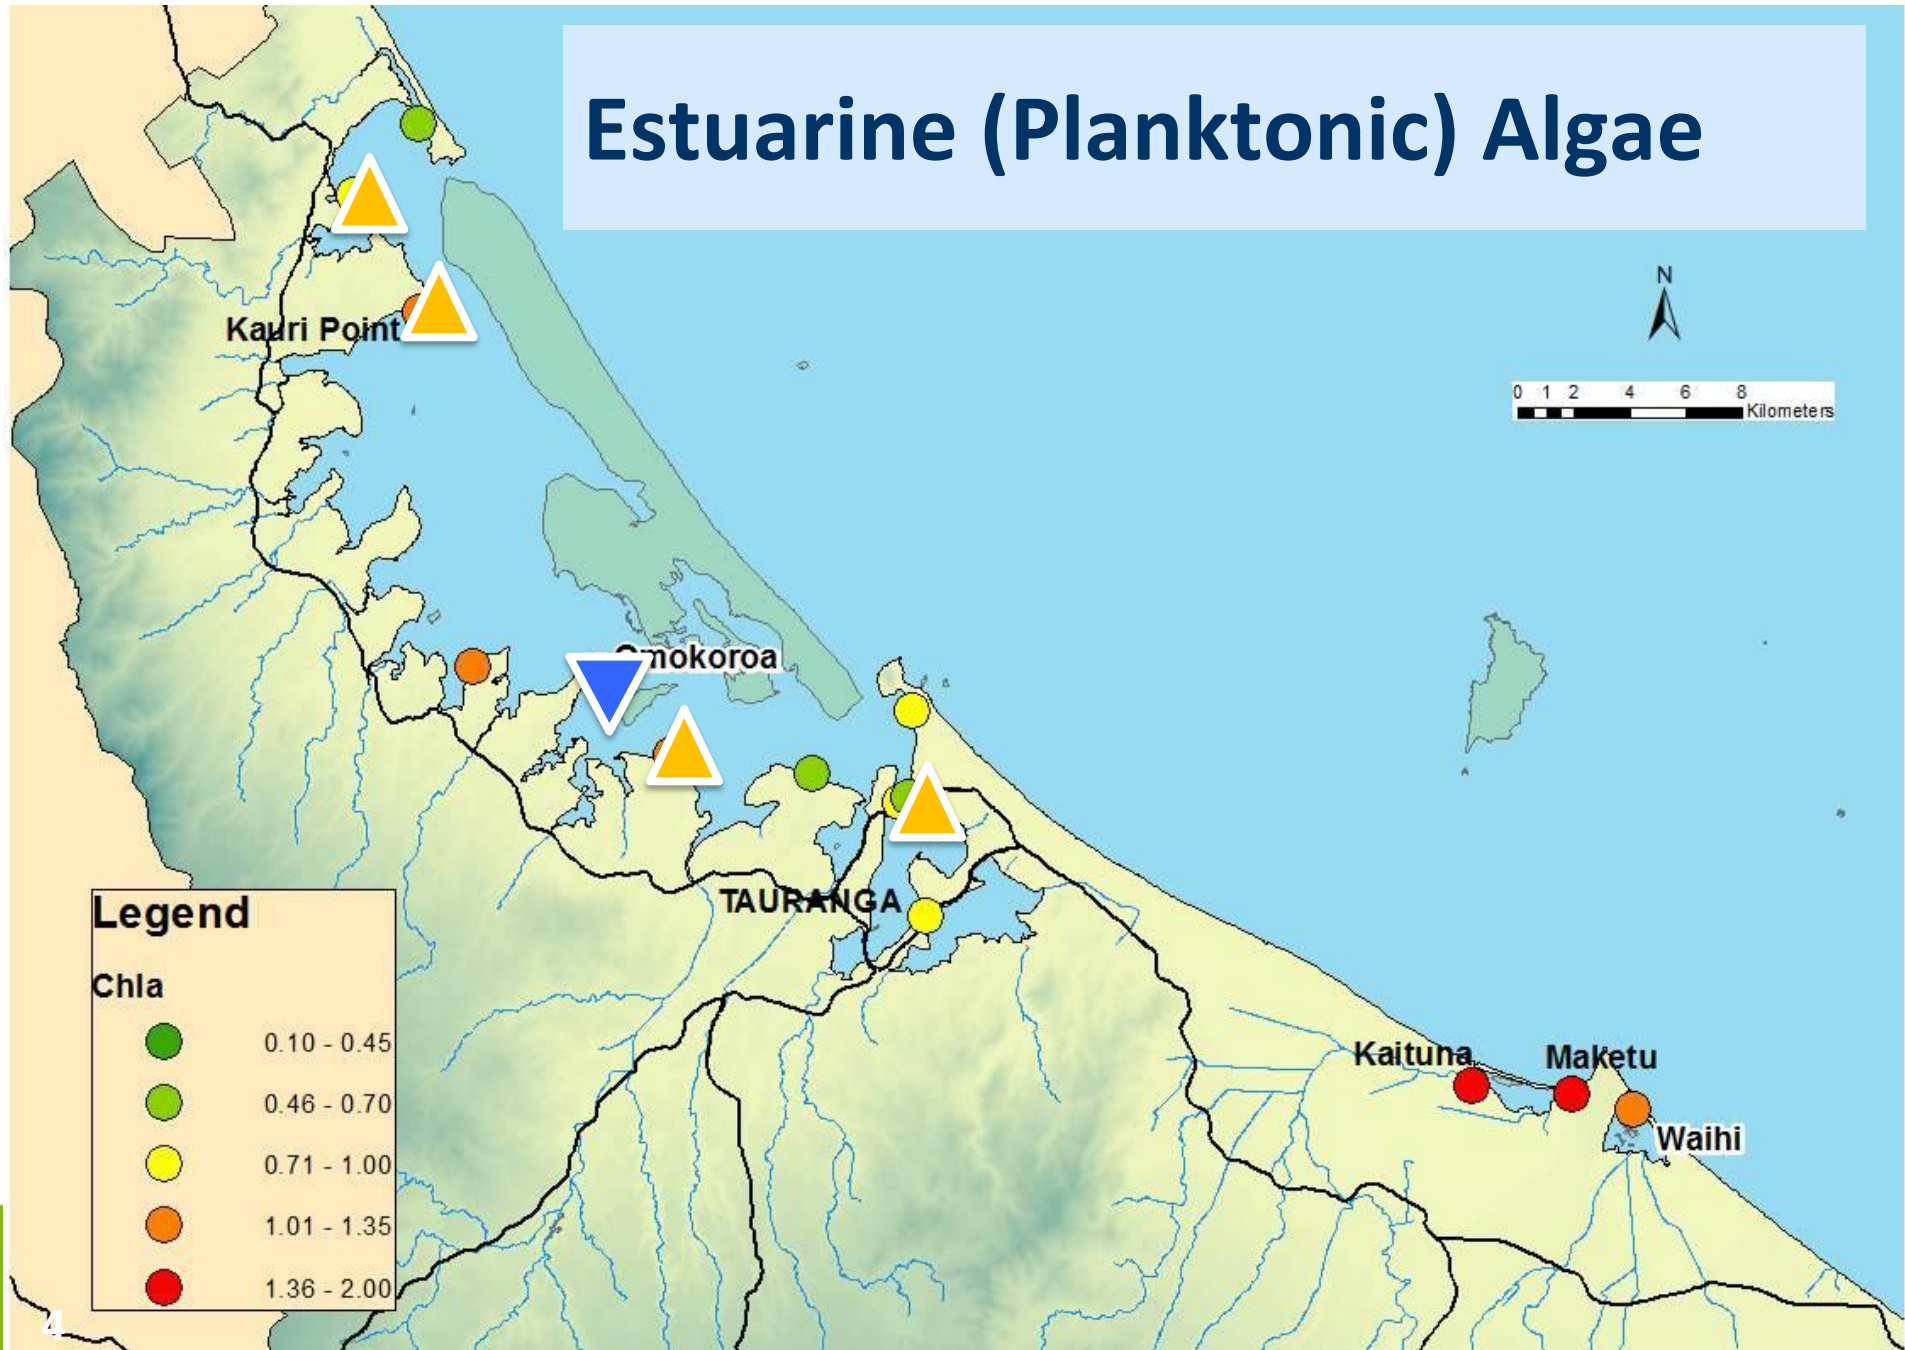 Estuarine (Planktonic) Algae
N
0 1 2 4 6 8
Kilometers
Kauri Point
Omokoroa
TAURANGA
Kaituna
Maketu
Waihi
Legend
Chla
0.10 - 0.45
0.46 - 0.70
0.71 - 1.00
1.01 - 1.35
1.36 - 2.00
4